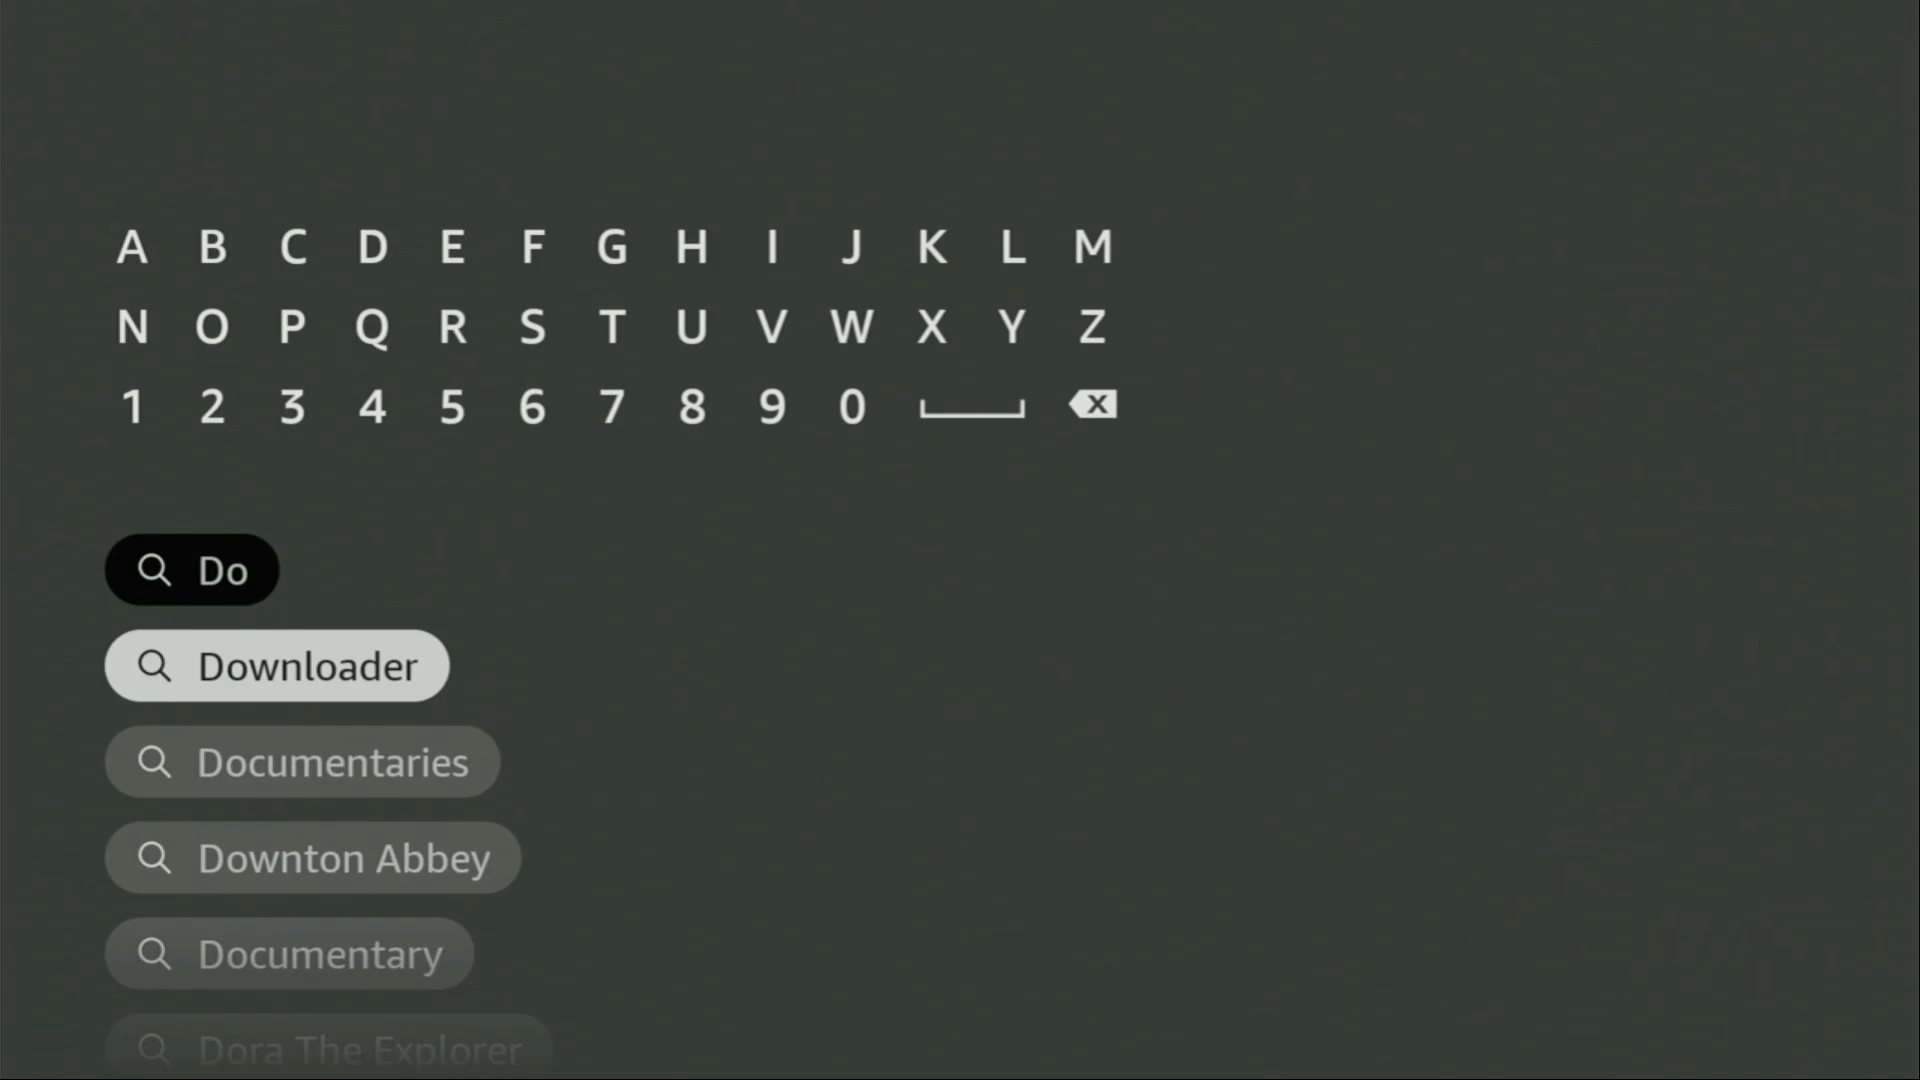 A B C D E F G H I J K L M
N O P Q R S T U V W X Y Z
1 2 3 4 5 6 7 8 9 0
Do
Downloader
Documentaries
Downton Abbey
Documentary
Dora The Explorer